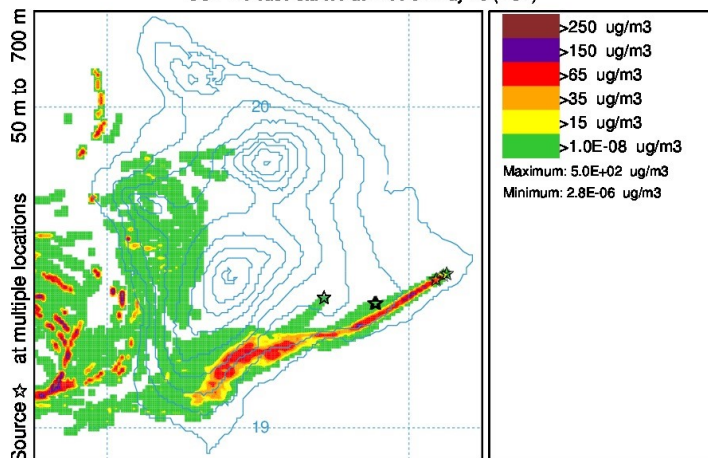 Source ☆ at multiple locations 50 m to 700 m
20
19
>250 ug/m3
>150 ug/m3
>65 ug/m3
>35 ug/m3
>15 ug/m3
>1.0E-08 ug/m3
Maximum: 5.0E+02 ug/m3
Minimum: 2.8E-06 ug/m3